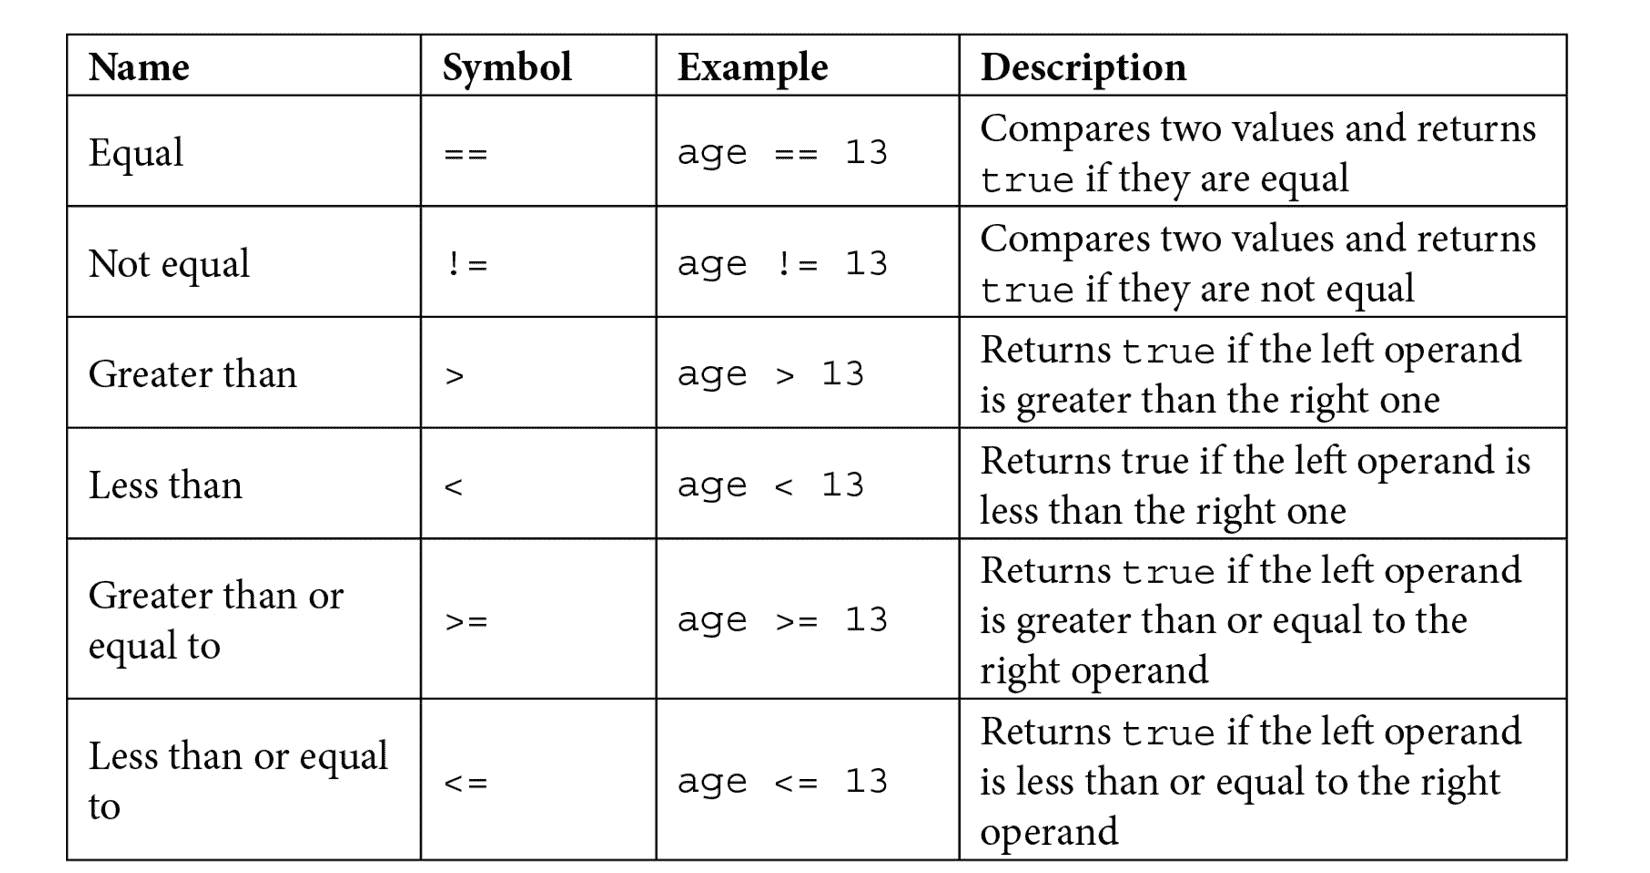 Name Symbol Example Description
Equal == age == 13 Compares two values and returns
true if they are equal
Not equal != age != 13 Compares two values and returns
true if they are not equal
Greater than > age > 13 Returns true if the left operand
is greater than the right one
Less than < age < 13 Returns true if the left operand is
less than the right one
Greater than or
equal to >= age >= 13 Returns true if the left operand
is greater than or equal to the
right operand
Less than or equal
to <= age <= 13 Returns true if the left operand
is less than or equal to the right
operand